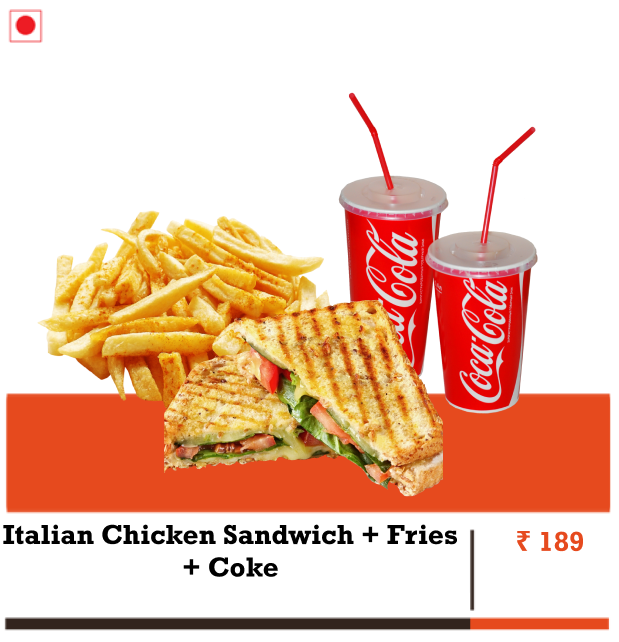 Coca-Cola
Coca-Cola
Italian Chicken Sandwich + Fries
+ Coke
₹ 189